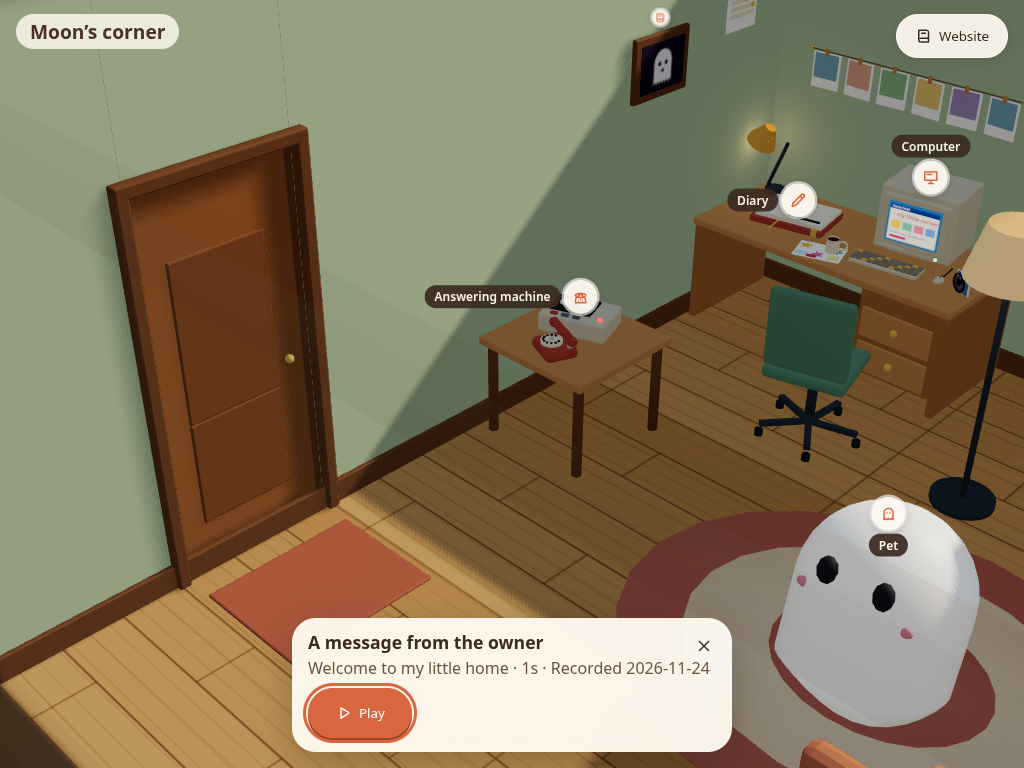 Moon's corner
Website
Computer
Diary
Answering machine
Pet
A message from the owner
Welcome to my little home · 1s · Recorded 2026-11-24
Play